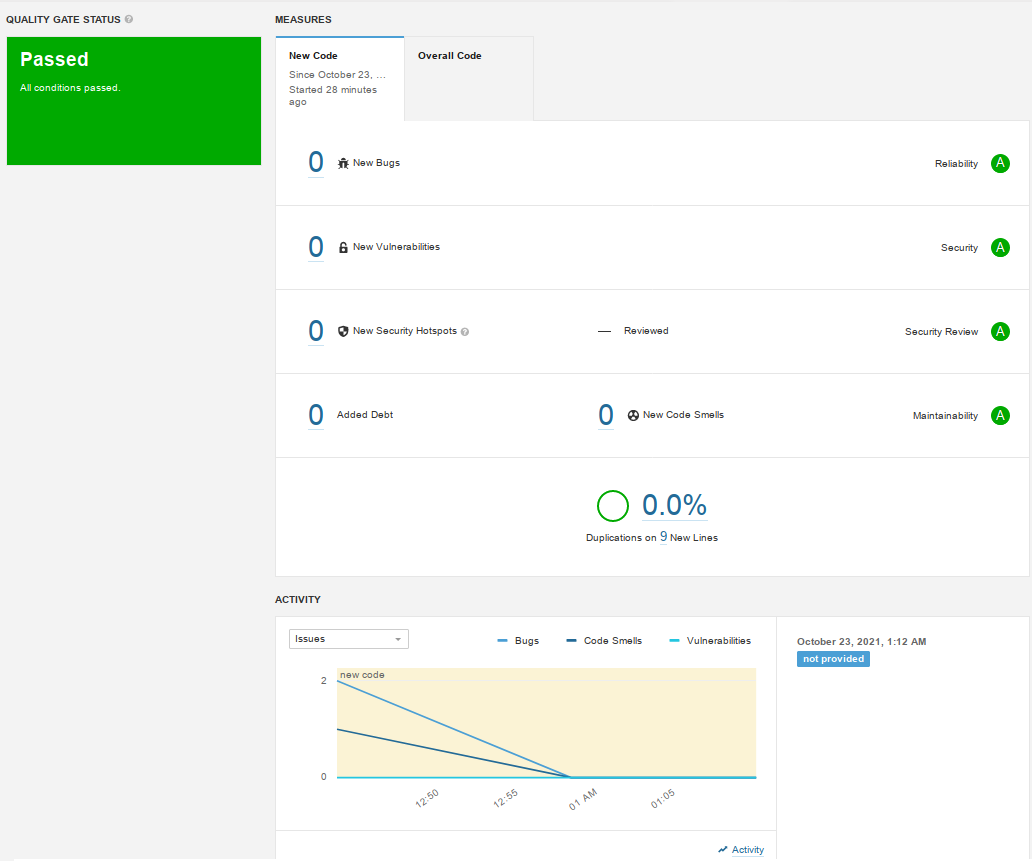 QUALITY GATE STATUS ?
Passed
All conditions passed.
MEASURES
New Code
Since October 23, ...
Started 28 minutes
ago
Overall Code
0 New Bugs
Reliability A
0 New Vulnerabilities
Security A
0 New Security Hotspots ?
— Reviewed
Security Review A
0 Added Debt
0 New Code Smells
Maintainability A
0.0%
Duplications on 9 New Lines
ACTIVITY
Issues
Bugs
Code Smells
Vulnerabilities
new code
2
0
12:50
12:55
01 AM
01:05
Activity
October 23, 2021, 1:12 AM
not provided